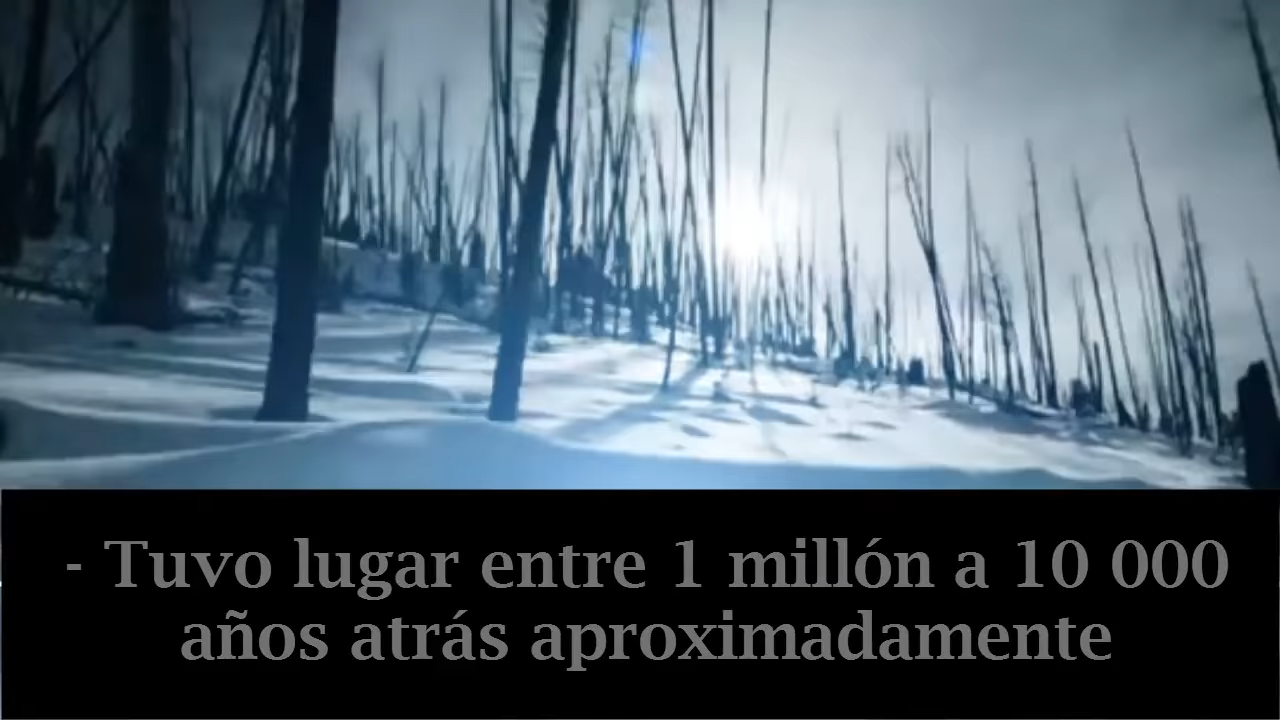 - Tuvo lugar entre 1 millón a 10 000
años atrás aproximadamente